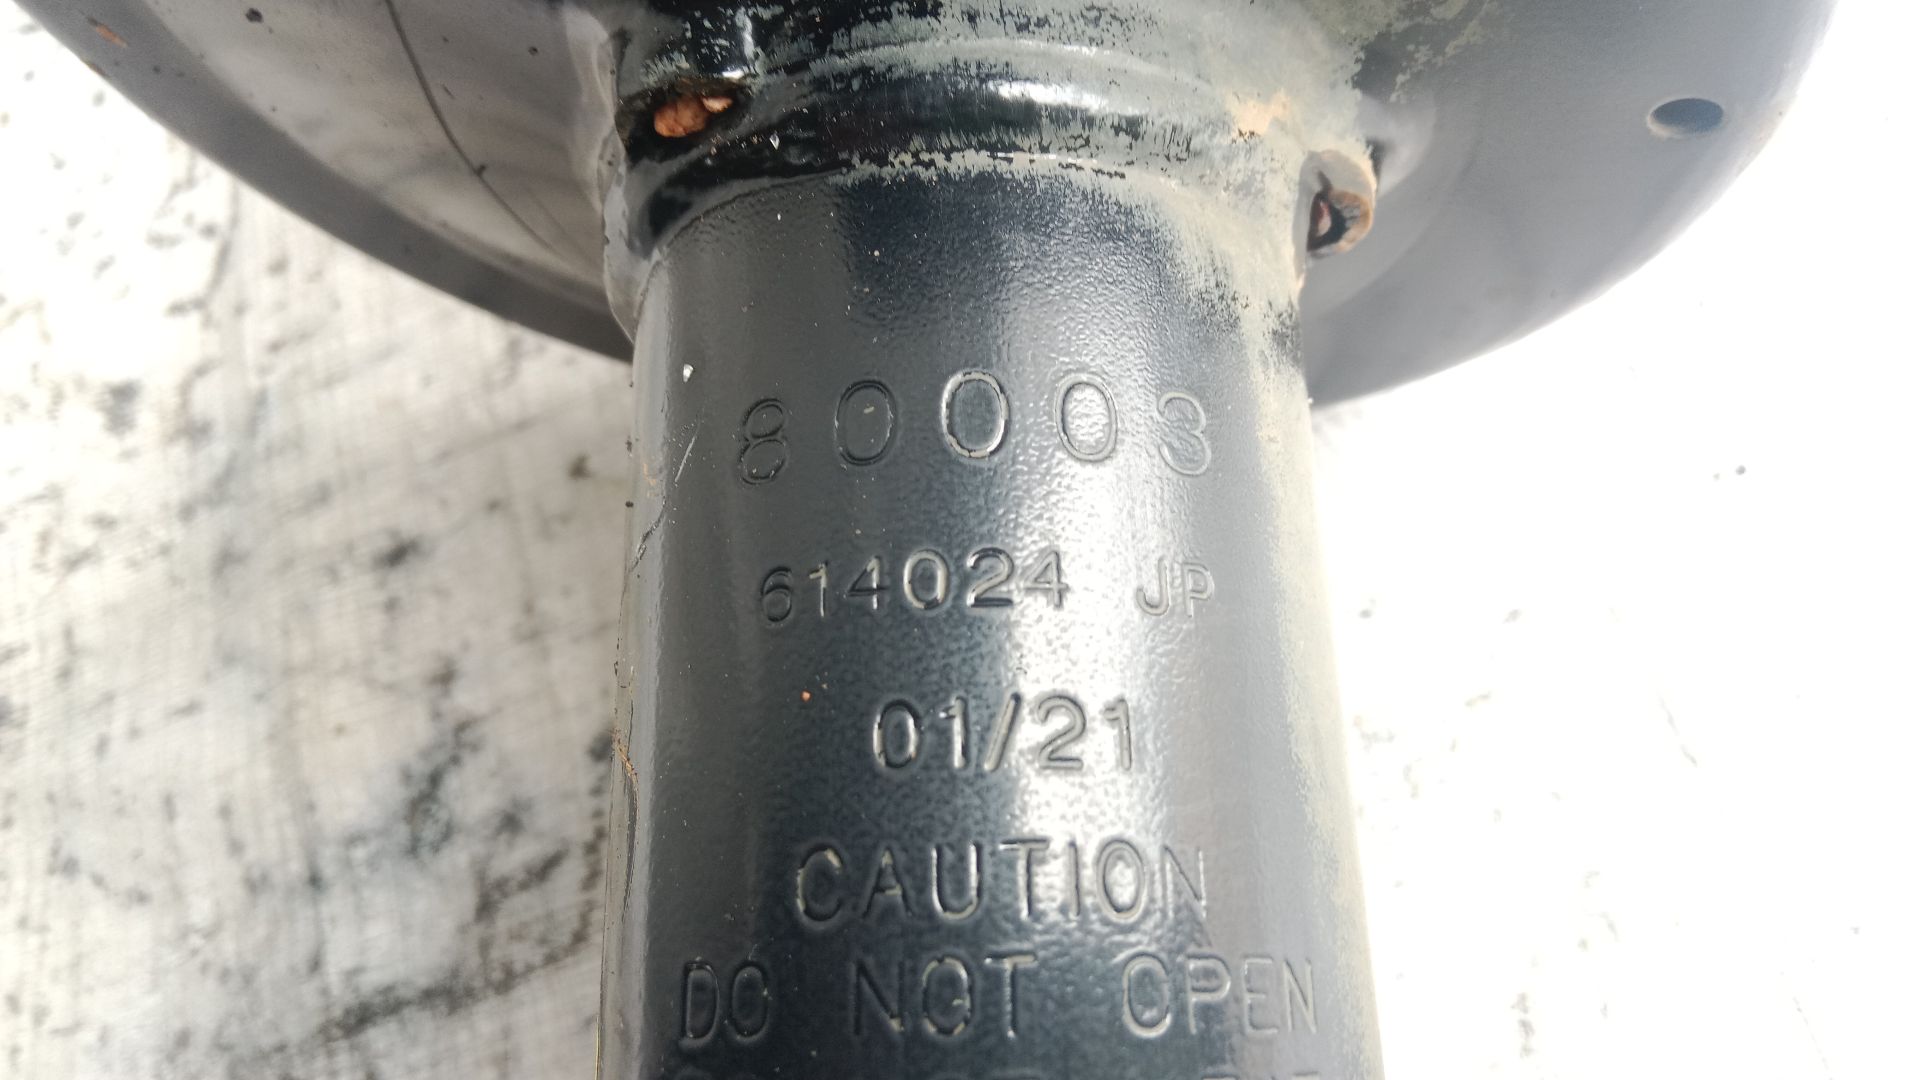 80003
614024 JP
01/21
CAUTION
DO NOT OPEN